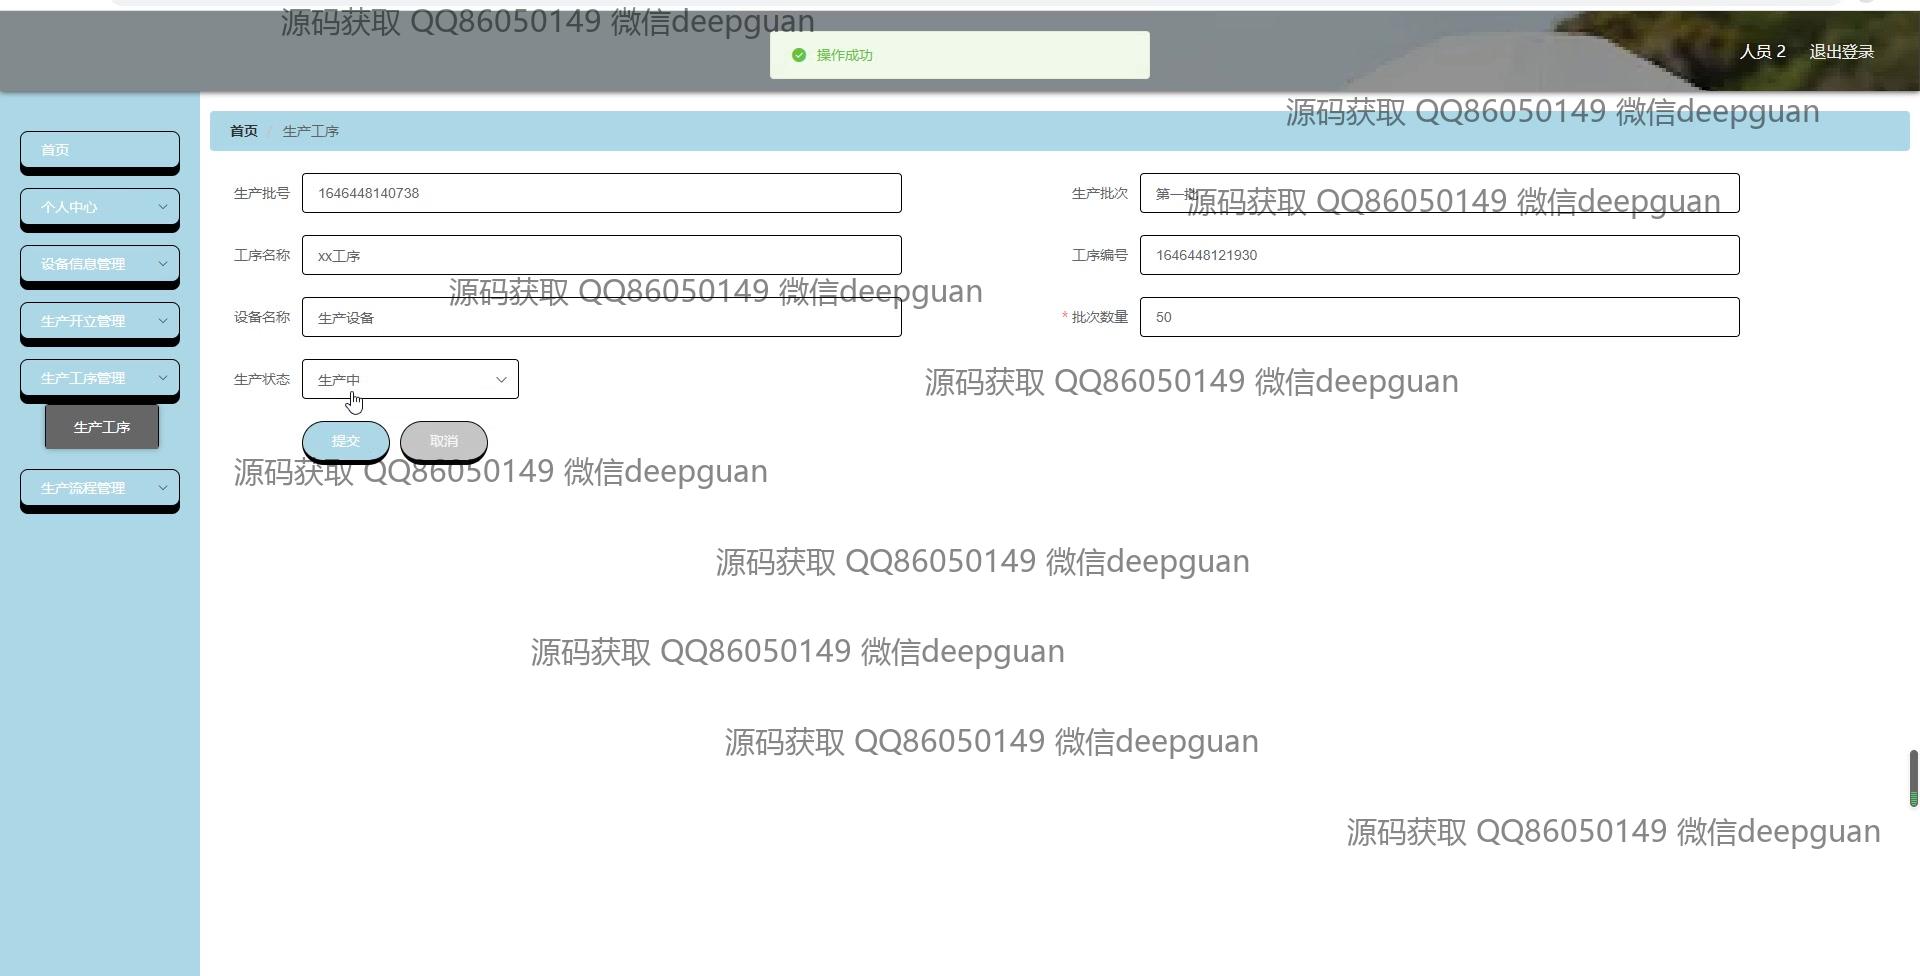 源码获取 QQ86050149 微信deepguan
操作成功
人员 2 退出登录
源码获取 QQ86050149 微信deepguan
首页 / 生产工序
首页
个人中心
设备信息管理
生产开立管理
生产工序管理
生产工序
生产流程管理
生产批号 1646448140738
生产批次 第一批
源码获取 QQ86050149 微信deepguan
工序名称 xx工序
工序编号 1646448121930
源码获取 QQ86050149 微信deepguan
设备名称 生产设备
* 批次数量 50
生产状态 生产中
源码获取 QQ86050149 微信deepguan
提交 取消
源码获取 QQ86050149 微信deepguan
源码获取 QQ86050149 微信deepguan
源码获取 QQ86050149 微信deepguan
源码获取 QQ86050149 微信deepguan
源码获取 QQ86050149 微信deepguan